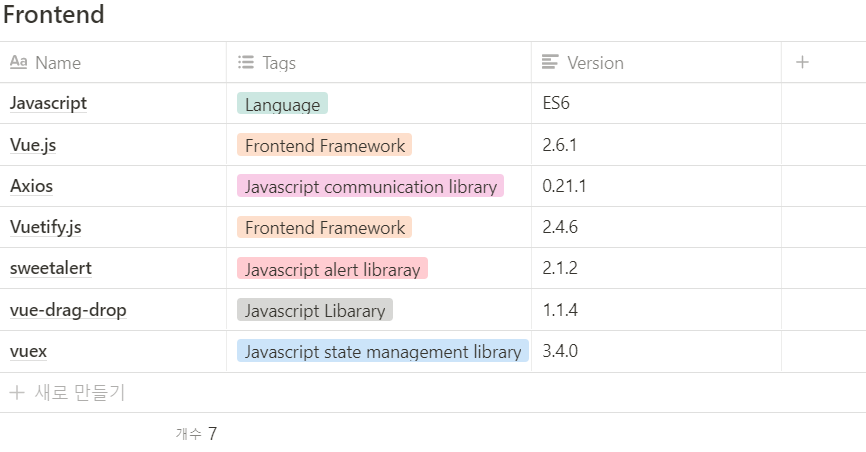 Frontend
Aa Name Tags Version
Javascript Language ES6
Vue.js Frontend Framework 2.6.1
Axios Javascript communication library 0.21.1
Vuetify.js Frontend Framework 2.4.6
sweetalert Javascript alert libraray 2.1.2
vue-drag-drop Javascript Libarary 1.1.4
vuex Javascript state management library 3.4.0
+ 새로 만들기
개수 7